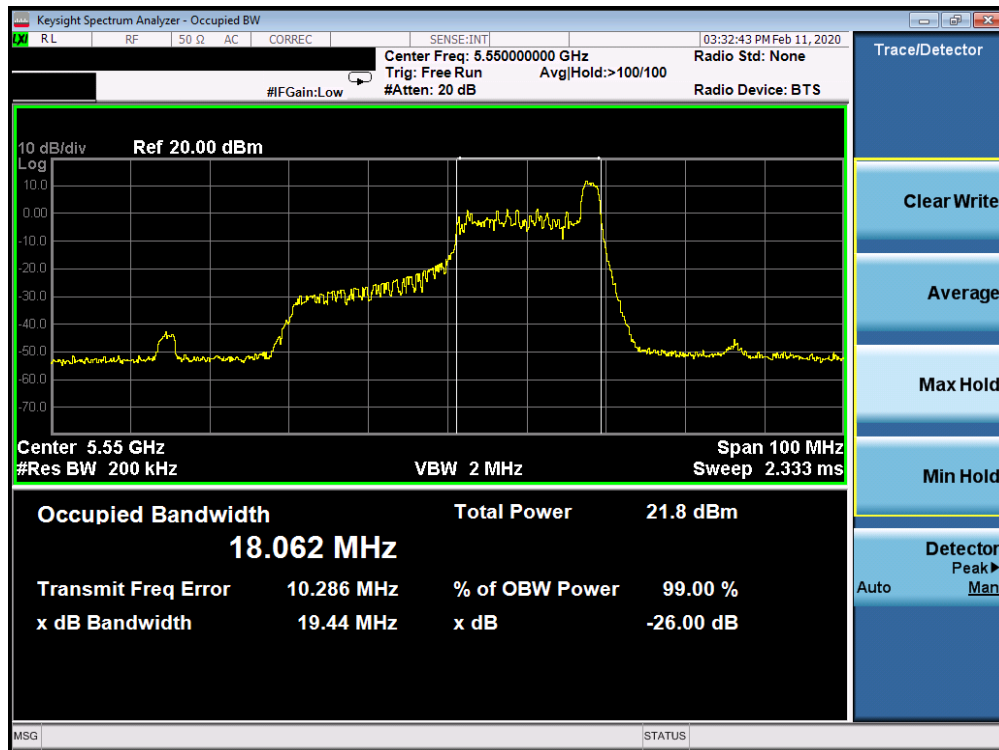 Keysight Spectrum Analyzer - Occupied BW
LXI RL RF 50 Ω AC CORREC SENSE:INT 03:32:43 PM Feb 11, 2020
Center Freq: 5.550000000 GHz Radio Std: None
Trig: Free Run Avg|Hold:>100/100
#IFGain:Low #Atten: 20 dB Radio Device: BTS
Trace/Detector
10 dB/div Ref 20.00 dBm
Log
10.0
0.00
-10.0
-20.0
-30.0
-40.0
-50.0
-60.0
-70.0
Center 5.55 GHz Span 100 MHz
#Res BW 200 kHz VBW 2 MHz Sweep 2.333 ms
Occupied Bandwidth Total Power 21.8 dBm
18.062 MHz
Transmit Freq Error 10.286 MHz % of OBW Power 99.00 %
x dB Bandwidth 19.44 MHz x dB -26.00 dB
Clear Write
Average
Max Hold
Min Hold
Detector
Peak▶
Auto Man
MSG STATUS